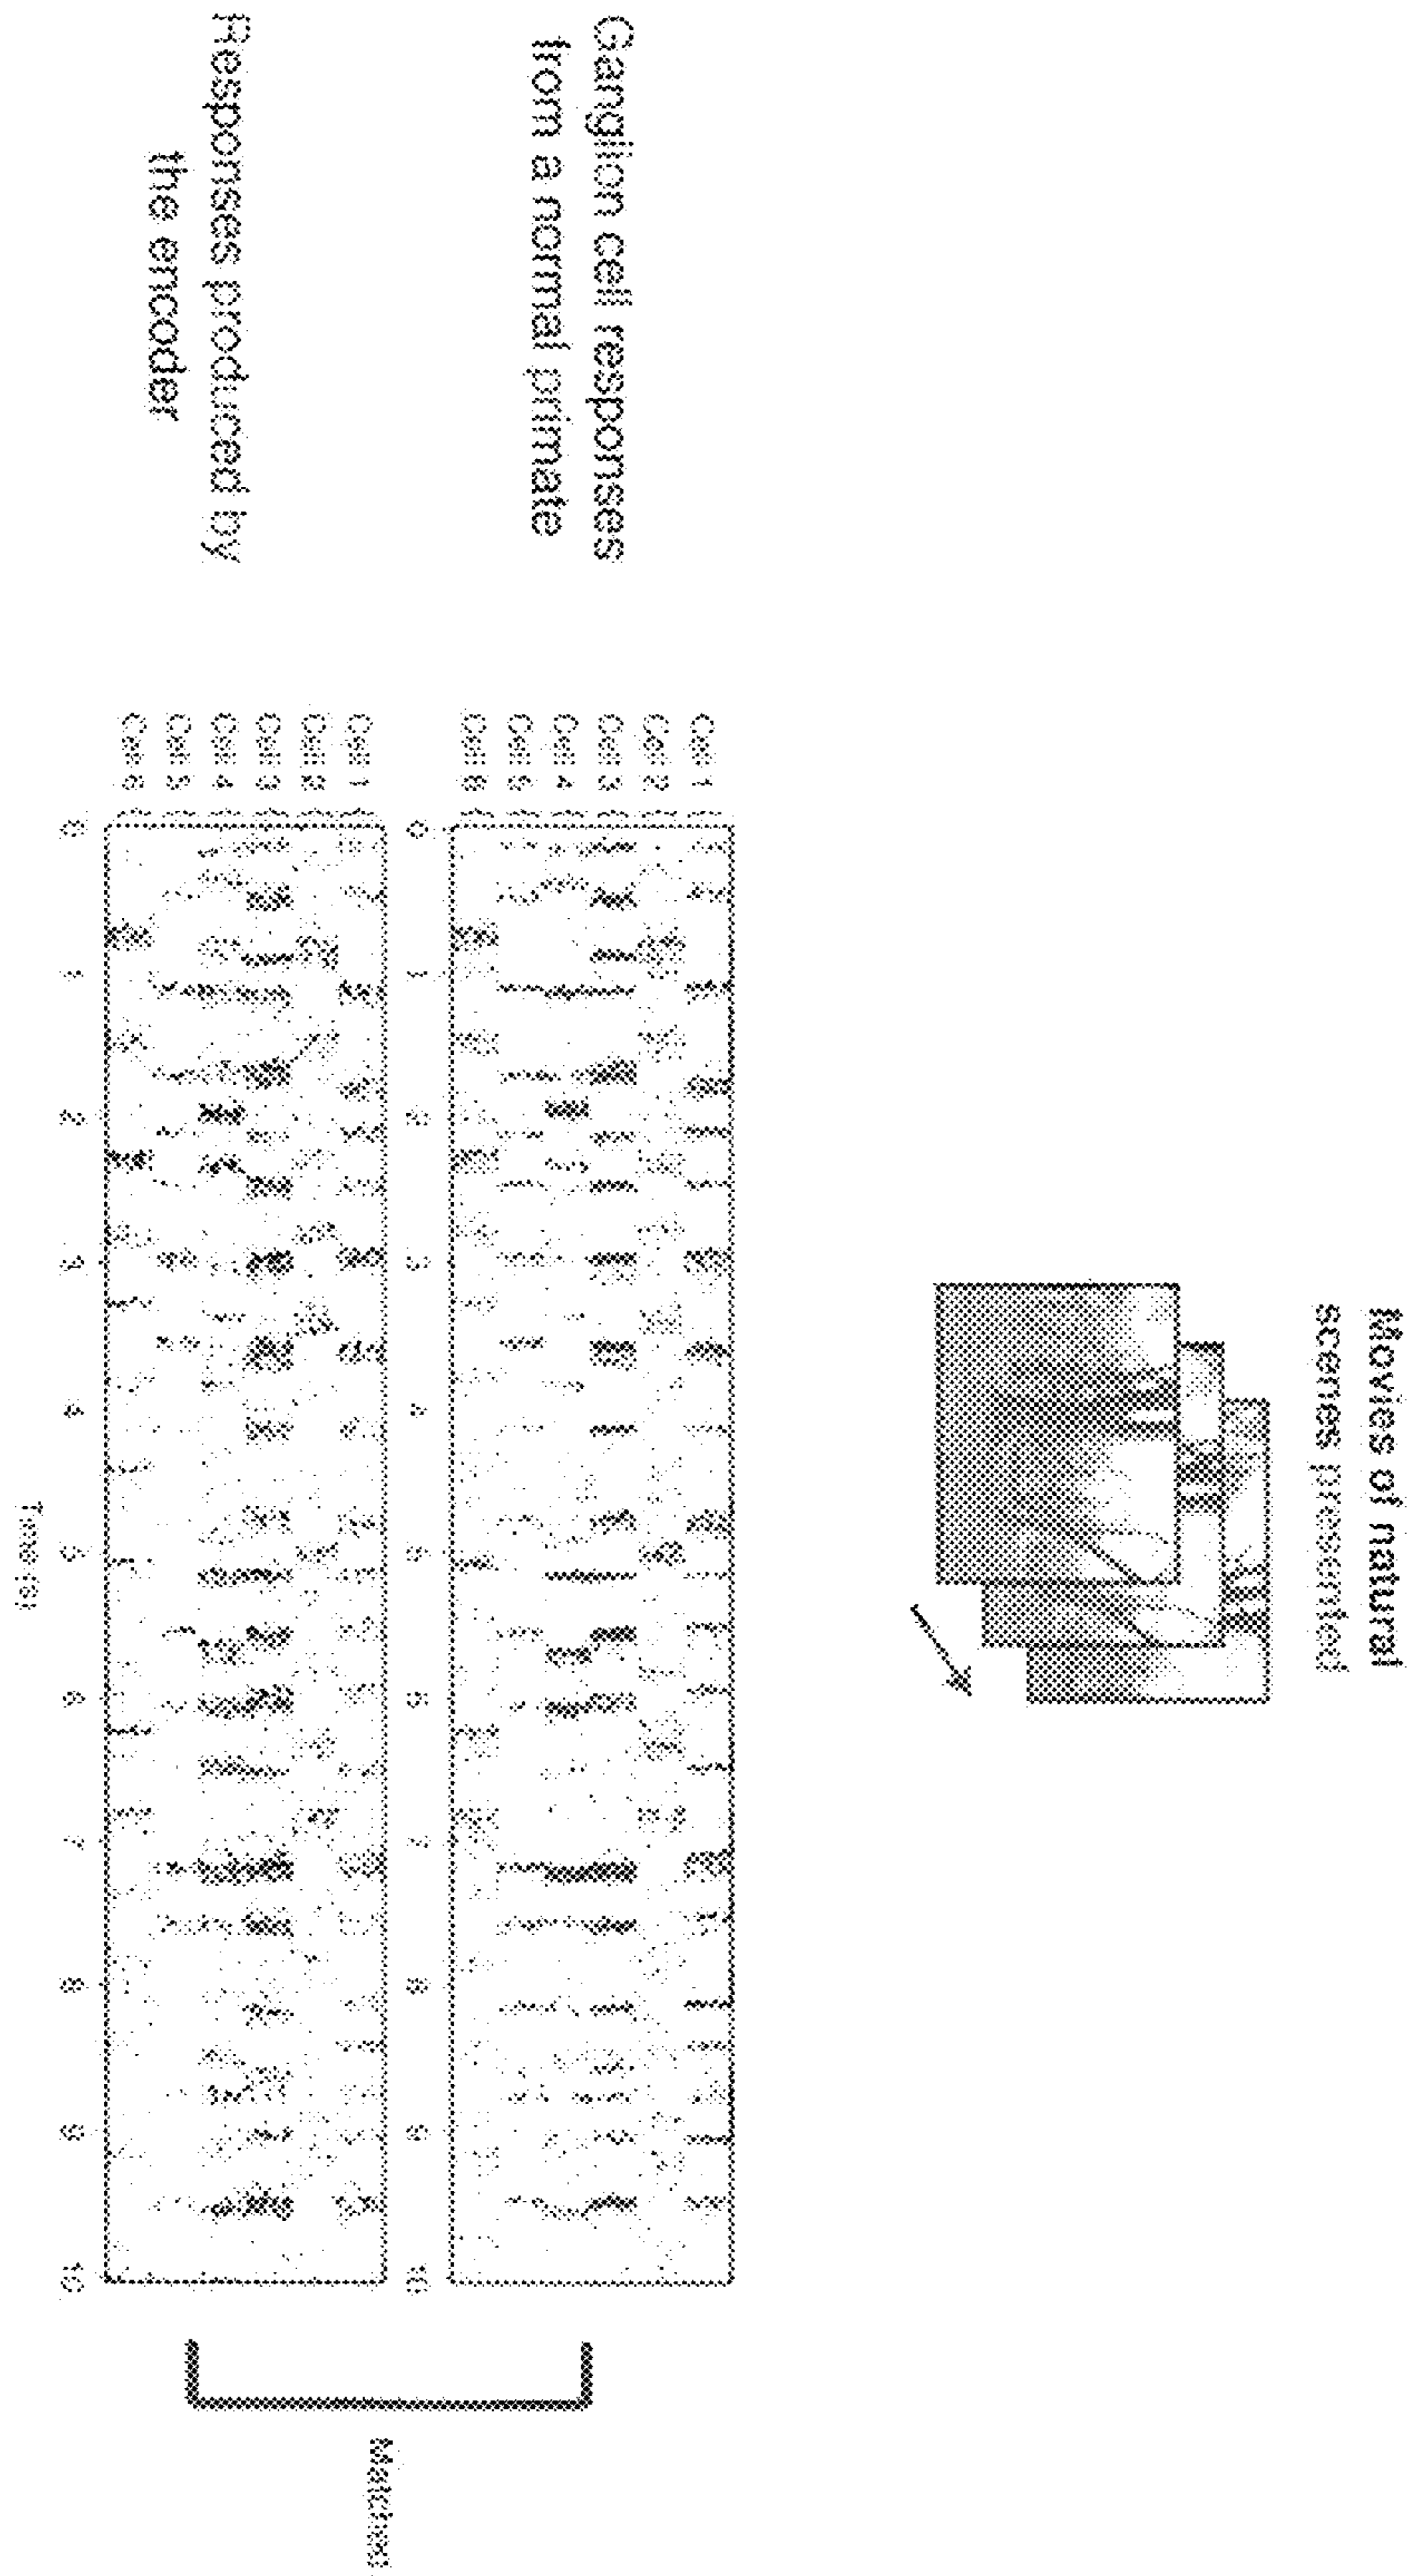 Movies of natural
scenes presented
Ganglion cell responses
from a normal primate
Cell 1
Cell 2
Cell 3
Cell 4
Cell 5
Cell 6
0 1 2 3 4 5 6 7 8 9 10
Matched
Responses produced by
the encoder
Cell 1
Cell 2
Cell 3
Cell 4
Cell 5
Cell 6
0 1 2 3 4 5 6 7 8 9 10
Time (s)